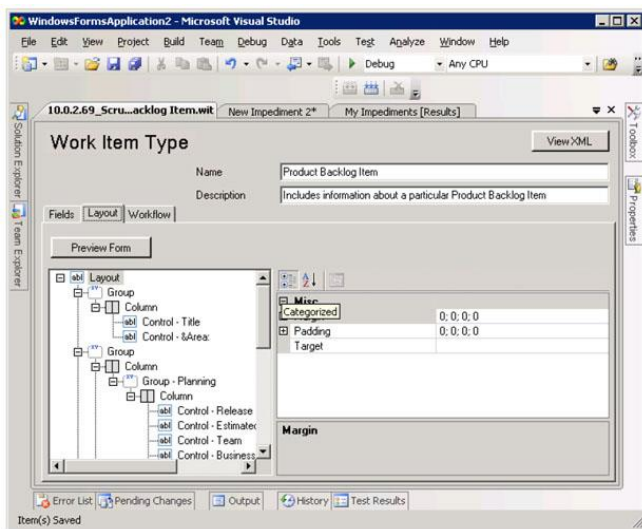 WindowsFormsApplication2 - Microsoft Visual Studio
File Edit View Project Build Team Debug Data Tools Test Analyze Window Help
Debug Any CPU
10.0.2.69_Scru...acklog Item.wit New Impediment 2* My Impediments [Results]
Solution Explorer
Team Explorer
Toolbox
Properties
Work Item Type
View XML
Name Product Backlog Item
Description Includes information about a particular Product Backlog Item
Fields Layout Workflow
Preview Form
Layout
Group
Column
Control - Title
Control - &Area:
Group
Column
Group - Planning
Column
Control - Release
Control - Estimated
Control - Team
Control - Business
Misc
Categorized
0; 0; 0; 0
Padding 0; 0; 0; 0
Target
Margin
Error List Pending Changes Output History Test Results
Item(s) Saved